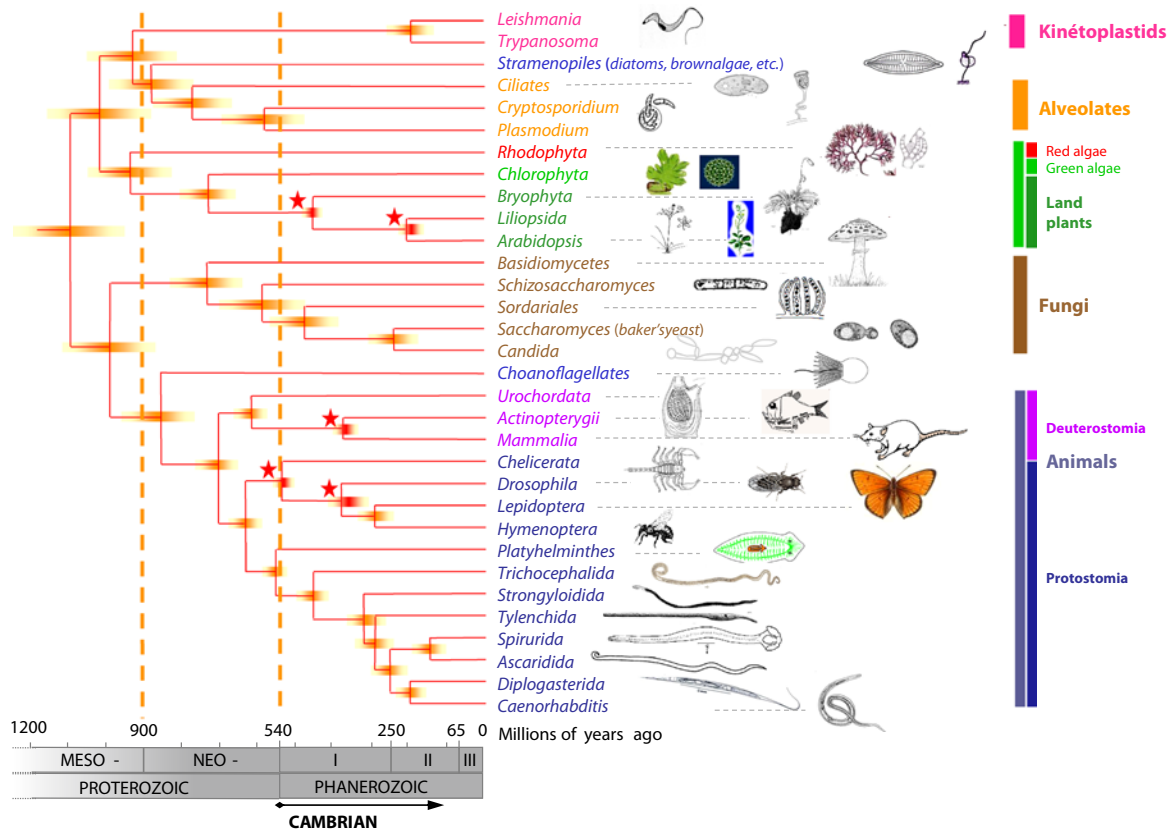 Leishmania
Trypanosoma
Stramenopiles (diatoms, brownalgae, etc.)
Ciliates
Cryptosporidium
Plasmodium
Rhodophyta
Chlorophyta
Bryophyta
Liliopsida
Arabidopsis
Basidiomycetes
Schizosaccharomyces
Sordariales
Saccharomyces (baker'syeast)
Candida
Choanoflagellates
Urochordata
Actinopterygii
Mammalia
Chelicerata
Drosophila
Lepidoptera
Hymenoptera
Platyhelminthes
Trichocephalida
Strongyloidida
Tylenchida
Spirurida
Ascaridida
Diplogasterida
Caenorhabditis
Kinétoplastids
Alveolates
Red algae
Green algae
Land
plants
Fungi
Deuterostomia
Animals
Protostomia
1200 900 540 250 65 0 Millions of years ago
MESO - NEO - I II III
PROTEROZOIC PHANEROZOIC
CAMBRIAN